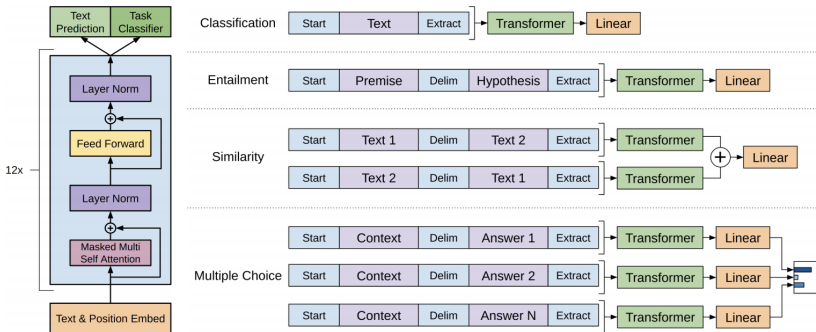 Text Prediction
Task Classifier
12x
Layer Norm
Feed Forward
Layer Norm
Masked Multi
Self Attention
Text & Position Embed
Classification
Start Text Extract Transformer Linear
Entailment
Start Premise Delim Hypothesis Extract Transformer Linear
Similarity
Start Text 1 Delim Text 2 Extract Transformer
Start Text 2 Delim Text 1 Extract Transformer
Linear
Multiple Choice
Start Context Delim Answer 1 Extract Transformer Linear
Start Context Delim Answer 2 Extract Transformer Linear
Start Context Delim Answer N Extract Transformer Linear